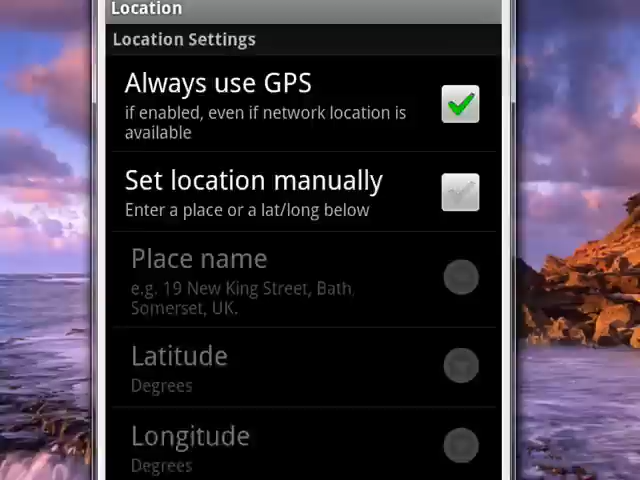 Location
Location Settings
Always use GPS
if enabled, even if network location is
available
Set location manually
Enter a place or a lat/long below
Place name
e.g. 19 New King Street, Bath,
Somerset, UK.
Latitude
Degrees
Longitude
Degrees